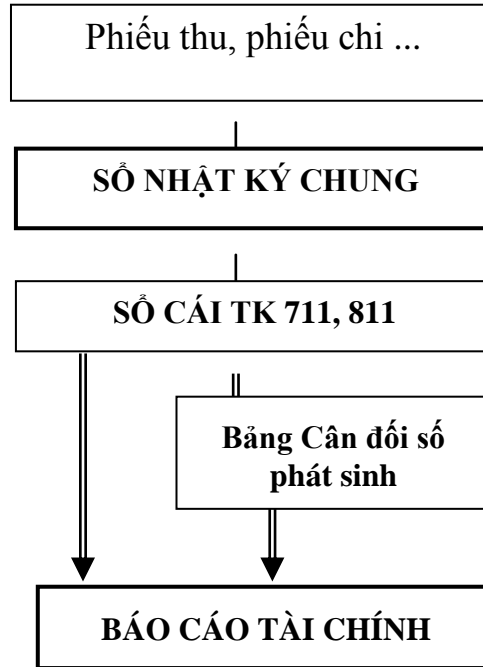 Phiếu thu, phiếu chi ...
SỔ NHẬT KÝ CHUNG
SỔ CÁI TK 711, 811
Bảng Cân đối số
phát sinh
BÁO CÁO TÀI CHÍNH